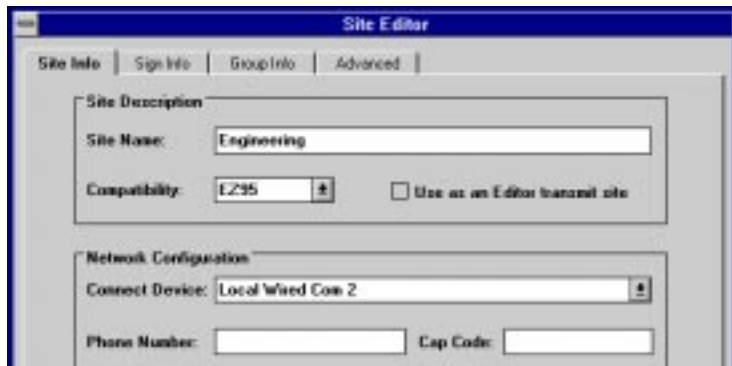 Site Editor
Site Info Sign Info Group Info Advanced
Site Description
Site Name: Engineering
Compatibility: EZ95 Use as an Editor transmit site
Network Configuration
Connect Device: Local Wired Com 2
Phone Number: Cap Code: